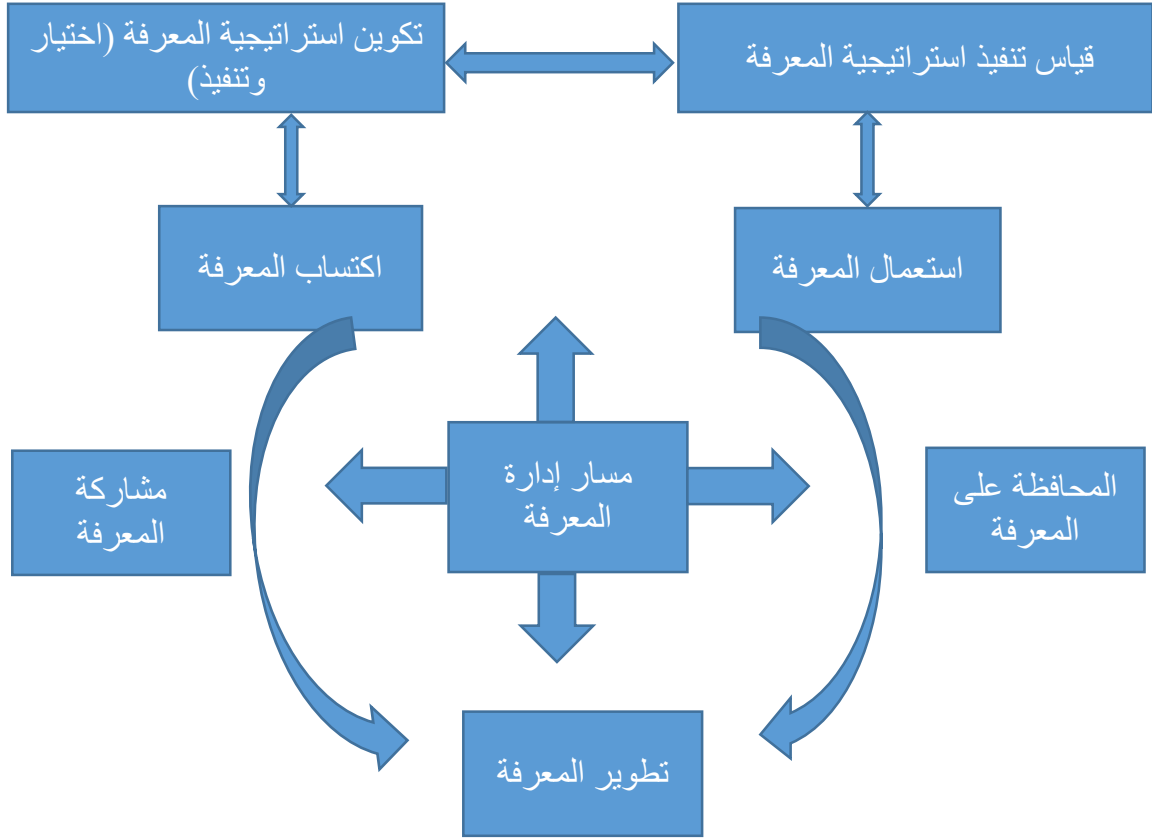 قياس تنفيذ استراتيجية المعرفة
تكوين استراتيجية المعرفة (اختيار
وتنفيذ)
استعمال المعرفة
اكتساب المعرفة
المحافظة على
المعرفة
مسار إدارة
المعرفة
مشاركة
المعرفة
تطوير المعرفة